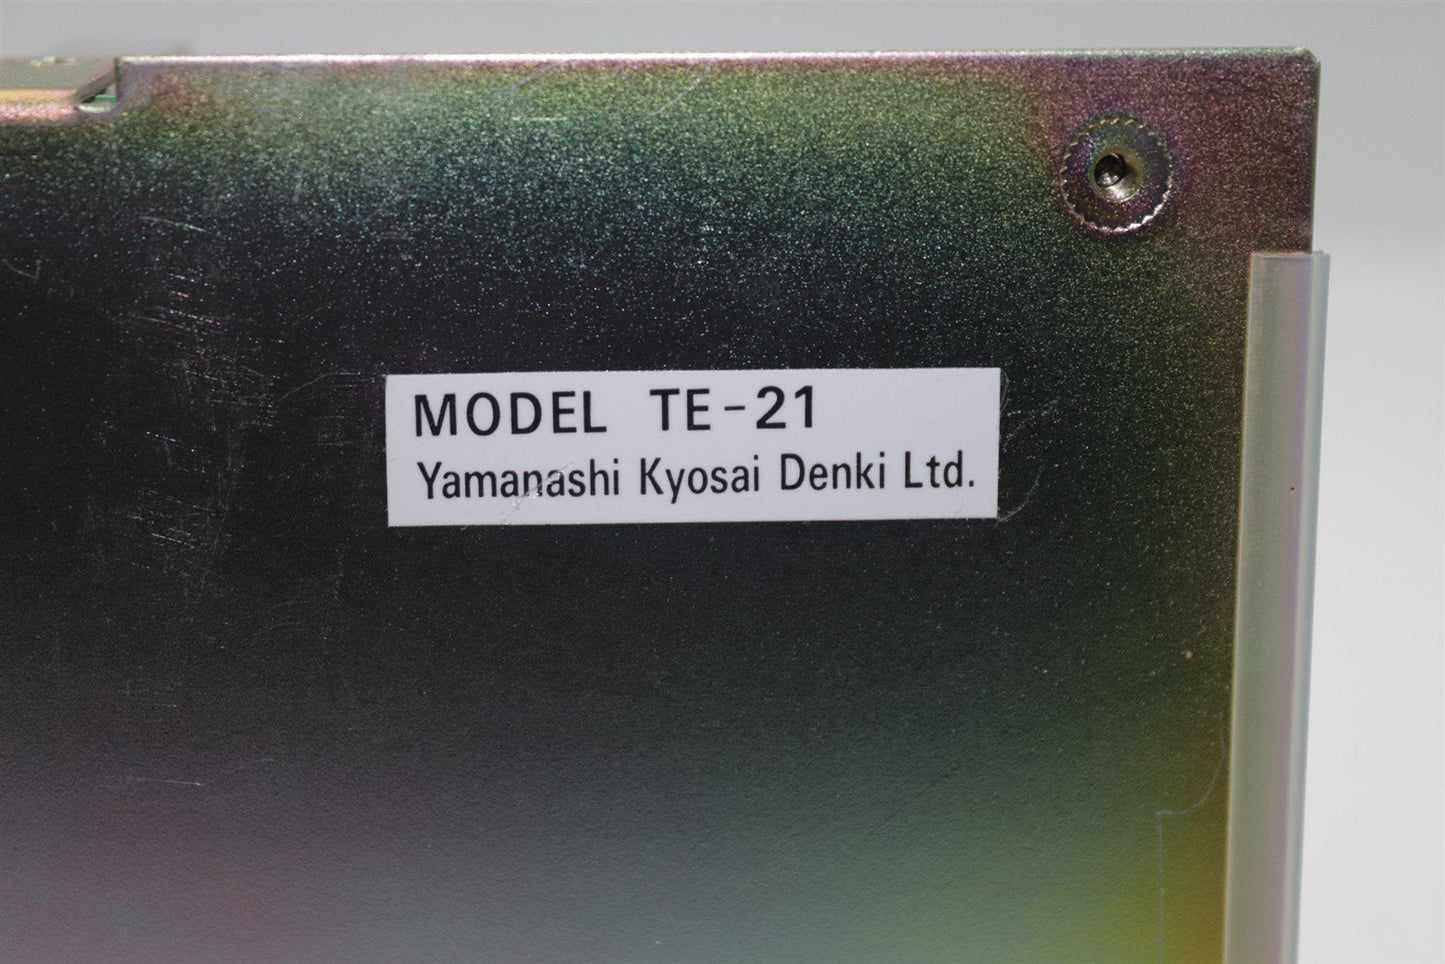 MODEL TE-21
Yamanashi Kyosai Denki Ltd.